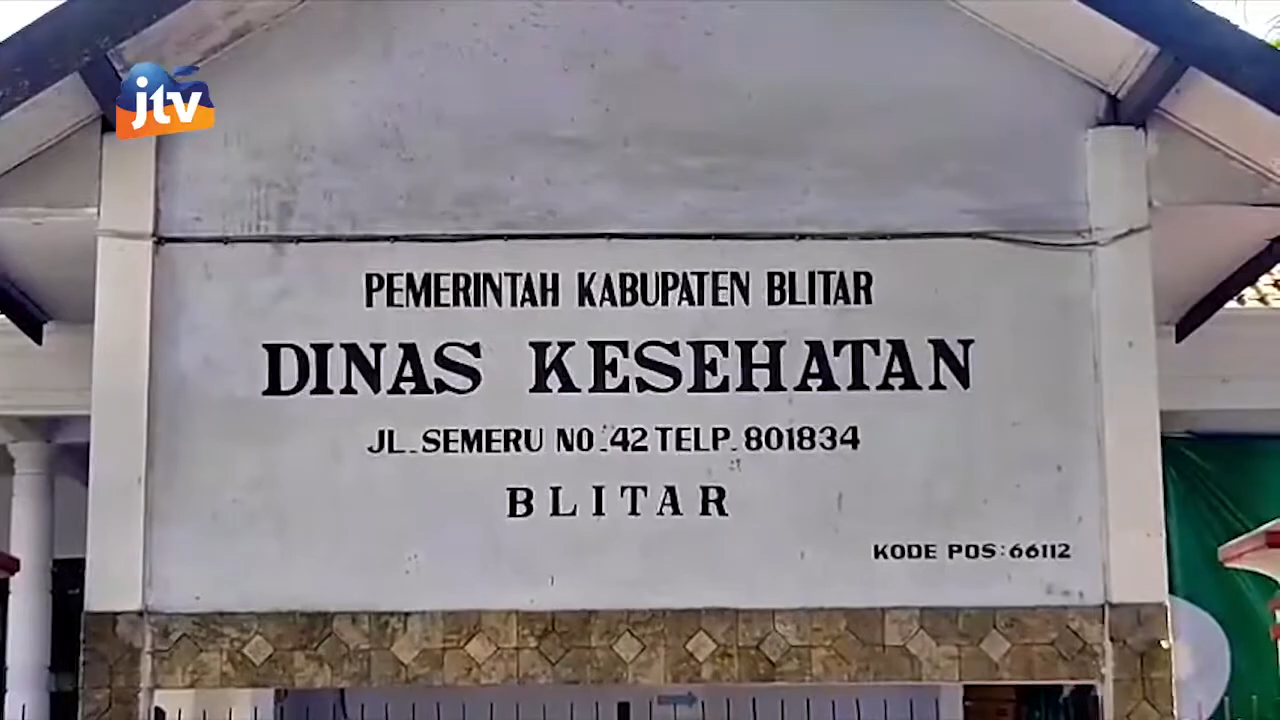 jtv
PEMERINTAH KABUPATEN BLITAR
DINAS KESEHATAN
JL. SEMERU NO. 42 TELP. 801834
BLITAR
KODE POS:66112